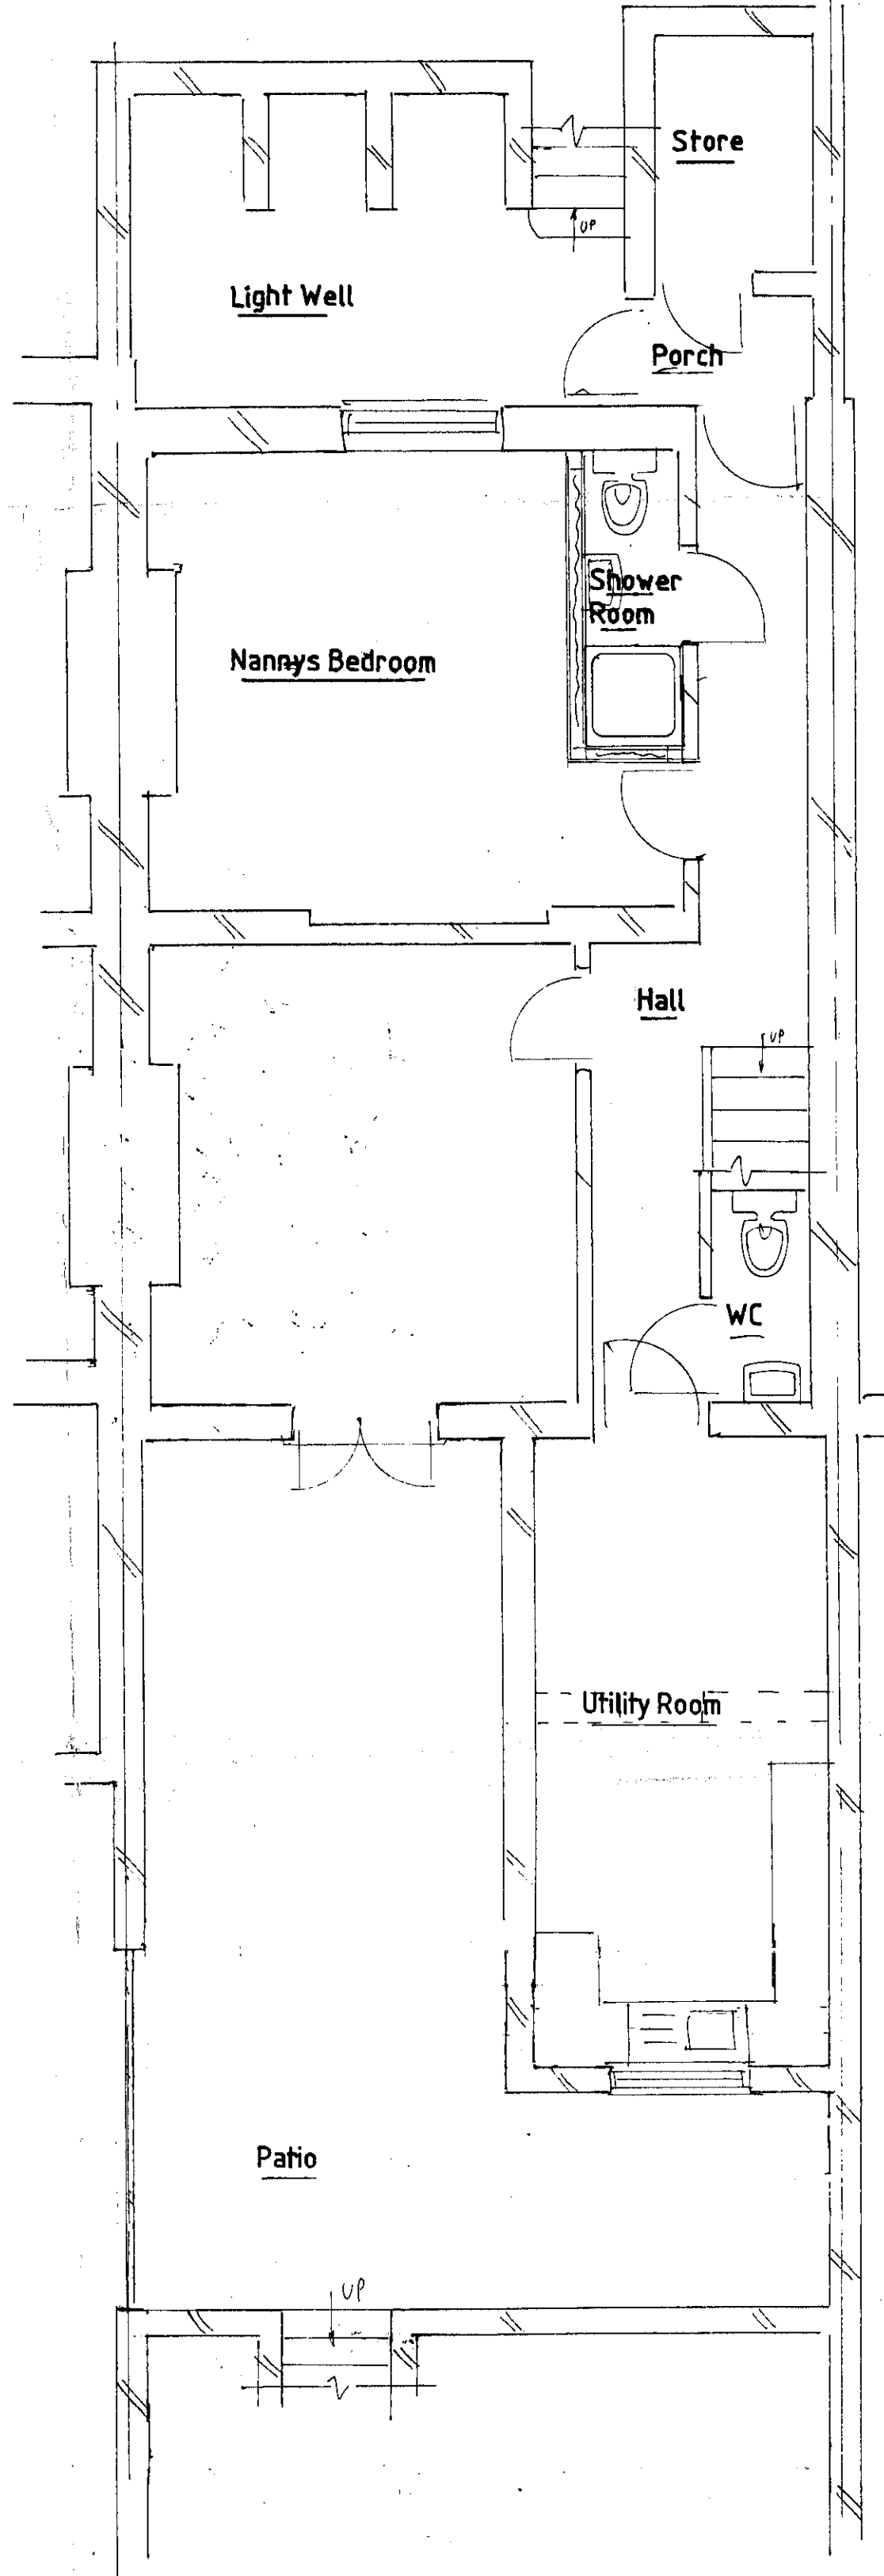 Store
UP
Light Well
Porch
Shower
Room
Nannys Bedroom
Hall
UP
WC
Utility Room
Patio
UP